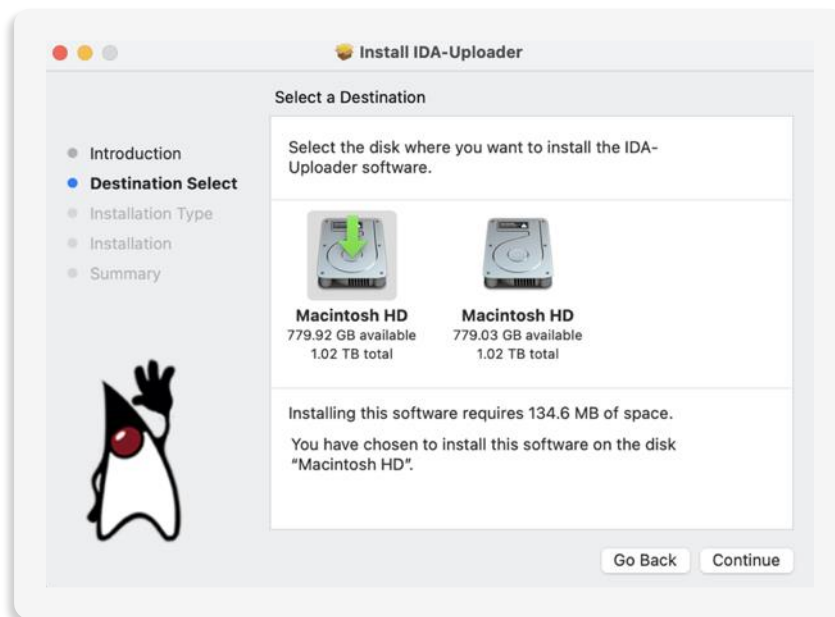 Install IDA-Uploader
Select a Destination
Introduction
Destination Select
Installation Type
Installation
Summary
Select the disk where you want to install the IDA-
Uploader software.
Macintosh HD
779.92 GB available
1.02 TB total
Macintosh HD
779.03 GB available
1.02 TB total
Installing this software requires 134.6 MB of space.
You have chosen to install this software on the disk
“Macintosh HD”.
Go Back
Continue